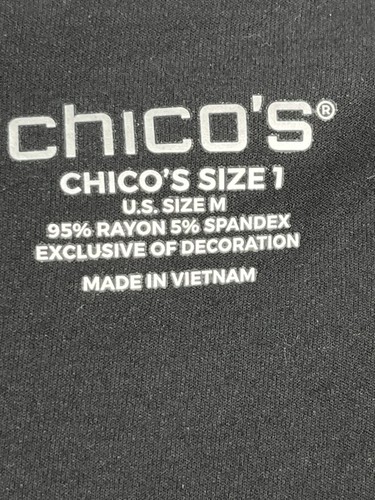 chico's®
CHICO'S SIZE 1
U.S. SIZE M
95% RAYON 5% SPANDEX
EXCLUSIVE OF DECORATION
MADE IN VIETNAM